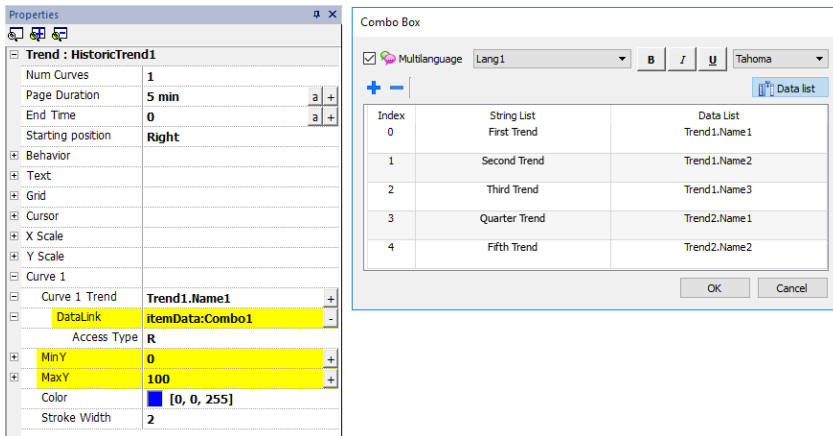 Properties
Trend : HistoricTrend1
Num Curves 1
Page Duration 5 min a +
End Time 0 a +
Starting position Right
Behavior
Text
Grid
Cursor
X Scale
Y Scale
Curve 1
Curve 1 Trend Trend1.Name1 +
DataLink itemData:Combo1 -
Access Type R
MinY 0 +
MaxY 100 +
Color [0, 0, 255]
Stroke Width 2
Combo Box
Multilanguage Lang1 B I U Tahoma
Data list
Index String List Data List
0 First Trend Trend1.Name1
1 Second Trend Trend1.Name2
2 Third Trend Trend1.Name3
3 Quarter Trend Trend2.Name1
4 Fifth Trend Trend2.Name2
OK Cancel